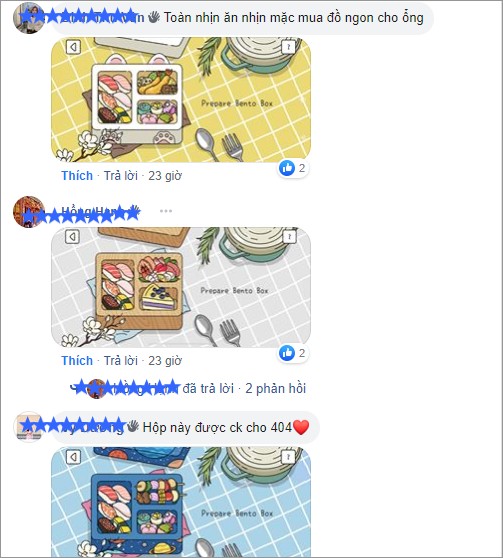 Toàn nhịn ăn nhịn mặc mua đồ ngon cho ổng
Prepare Bento Box
2
Thích · Trả lời · 23 giờ
Prepare Bento Box
2
Thích · Trả lời · 23 giờ
đã trả lời · 2 phản hồi
Hộp này được ck cho 404❤️
Prepare Bento Box